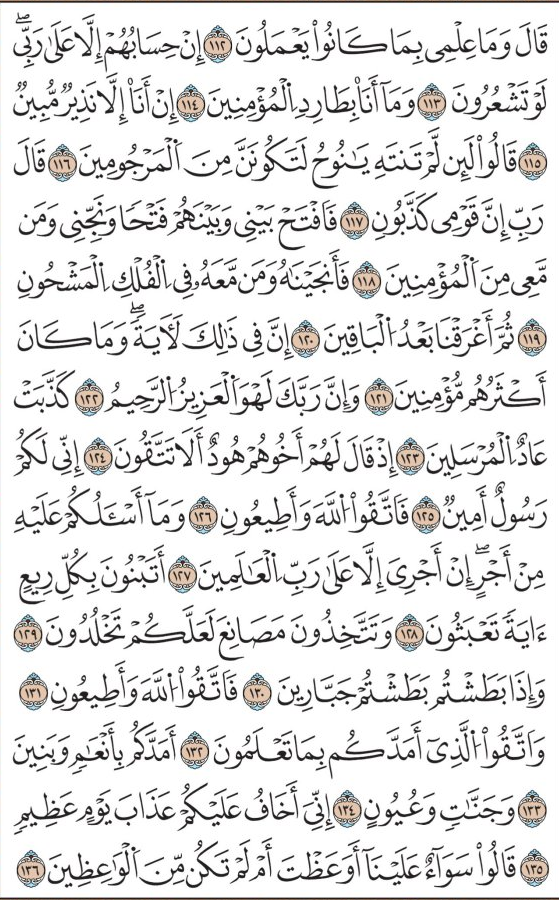 قَالَ وَمَا عِلْمِى بِمَا كَانُوا۟ يَعْمَلُونَ ١١٢ إِنْ حِسَابُهُمْ إِلَّا عَلَىٰ رَبِّى ۖ
لَوْ تَشْعُرُونَ ١١٣ وَمَآ أَنَا۠ بِطَارِدِ ٱلْمُؤْمِنِينَ ١١٤ إِنْ أَنَا۠ إِلَّا نَذِيرٌ مُّبِينٌ
١١٥ قَالُوا۟ لَئِن لَّمْ تَنتَهِ يَـٰنُوحُ لَتَكُونَنَّ مِنَ ٱلْمَرْجُومِينَ ١١٦ قَالَ
رَبِّ إِنَّ قَوْمِى كَذَّبُونِ ١١٧ فَٱفْتَحْ بَيْنِى وَبَيْنَهُمْ فَتْحًا وَنَجِّنِى وَمَن
مَّعِىَ مِنَ ٱلْمُؤْمِنِينَ ١١٨ فَأَنجَيْنَـٰهُ وَمَن مَّعَهُۥ فِى ٱلْفُلْكِ ٱلْمَشْحُونِ
١١٩ ثُمَّ أَغْرَقْنَا بَعْدُ ٱلْبَاقِينَ ١٢٠ إِنَّ فِى ذَٰلِكَ لَـَٔايَةً ۖ وَمَا كَانَ
أَكْثَرُهُم مُّؤْمِنِينَ ١٢١ وَإِنَّ رَبَّكَ لَهُوَ ٱلْعَزِيزُ ٱلرَّحِيمُ ١٢٢ كَذَّبَتْ
عَادٌ ٱلْمُرْسَلِينَ ١٢٣ إِذْ قَالَ لَهُمْ أَخُوهُمْ هُودٌ أَلَا تَتَّقُونَ ١٢٤ إِنِّى لَكُمْ
رَسُولٌ أَمِينٌ ١٢٥ فَٱتَّقُوا۟ ٱللَّهَ وَأَطِيعُونِ ١٢٦ وَمَآ أَسْـَٔلُكُمْ عَلَيْهِ
مِنْ أَجْرٍ ۖ إِنْ أَجْرِىَ إِلَّا عَلَىٰ رَبِّ ٱلْعَـٰلَمِينَ ١٢٧ أَتَبْنُونَ بِكُلِّ رِيعٍ
ءَايَةً تَعْبَثُونَ ١٢٨ وَتَتَّخِذُونَ مَصَانِعَ لَعَلَّكُمْ تَخْلُدُونَ ١٢٩
وَإِذَا بَطَشْتُم بَطَشْتُمْ جَبَّارِينَ ١٣٠ فَٱتَّقُوا۟ ٱللَّهَ وَأَطِيعُونِ ١٣١
وَٱتَّقُوا۟ ٱلَّذِىٓ أَمَدَّكُم بِمَا تَعْلَمُونَ ١٣٢ أَمَدَّكُم بِأَنْعَـٰمٍ وَبَنِينَ
١٣٣ وَجَنَّـٰتٍ وَعُيُونٍ ١٣٤ إِنِّىٓ أَخَافُ عَلَيْكُمْ عَذَابَ يَوْمٍ عَظِيمٍ
١٣٥ قَالُوا۟ سَوَآءٌ عَلَيْنَآ أَوَعَظْتَ أَمْ لَمْ تَكُن مِّنَ ٱلْوَٰعِظِينَ ١٣٦